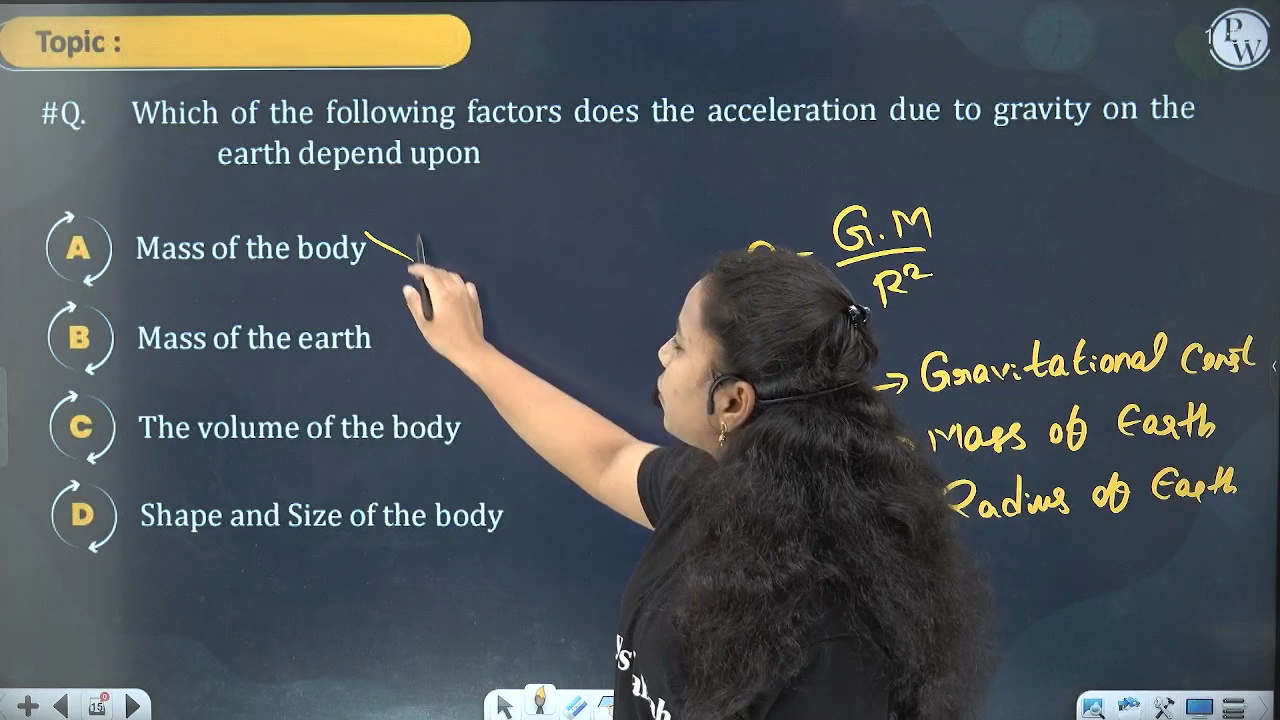 Topic :
P
W
#Q. Which of the following factors does the acceleration due to gravity on the
earth depend upon
A Mass of the body
B Mass of the earth
C The volume of the body
D Shape and Size of the body
G.M
R²
→ Gravitational Const
Mass of Earth
Radius of Earth
15